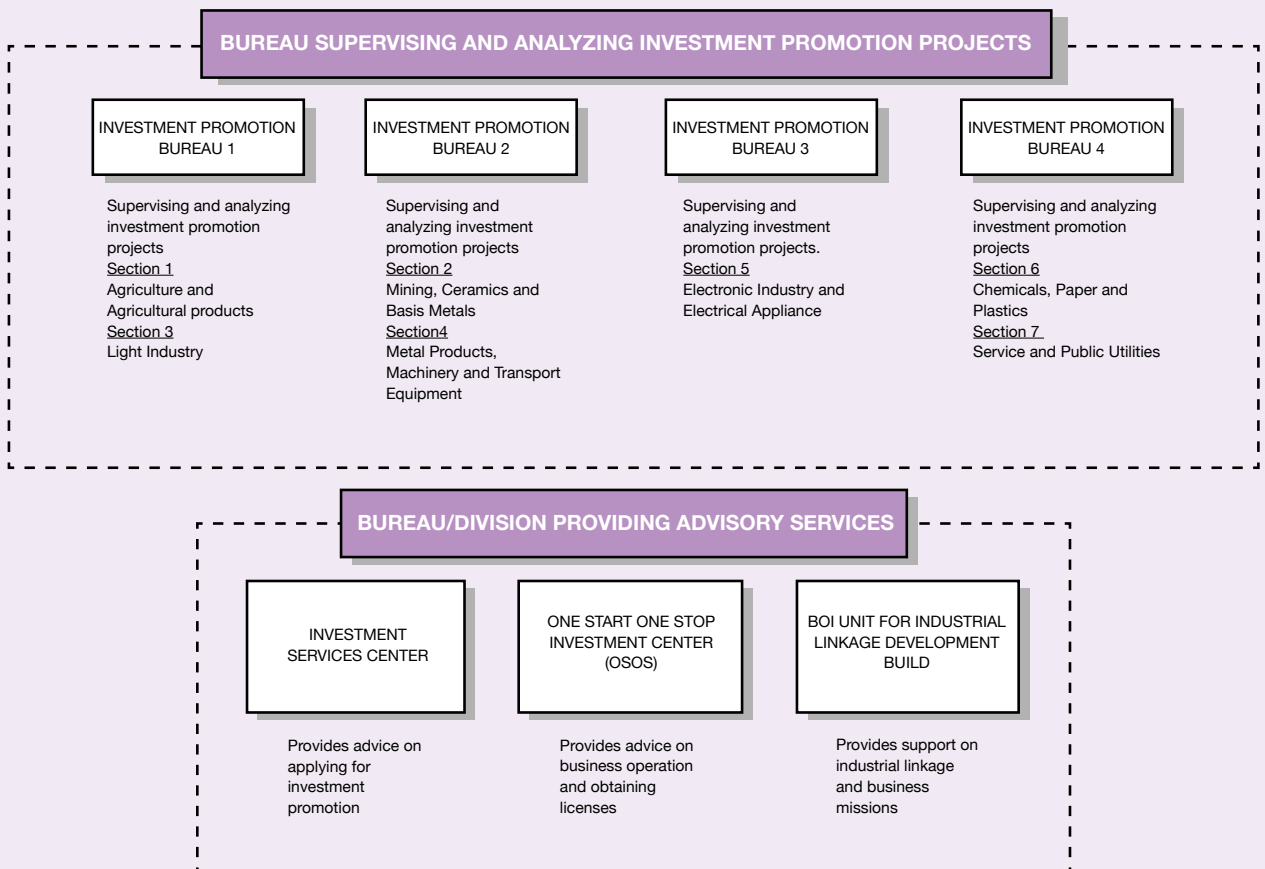 BUREAU SUPERVISING AND ANALYZING INVESTMENT PROMOTION PROJECTS
INVESTMENT PROMOTION
BUREAU 1
Supervising and analyzing
investment promotion
projects
Section 1
Agriculture and
Agricultural products
Section 3
Light Industry
INVESTMENT PROMOTION
BUREAU 2
Supervising and
analyzing investment
promotion projects
Section 2
Mining, Ceramics and
Basis Metals
Section4
Metal Products,
Machinery and Transport
Equipment
INVESTMENT PROMOTION
BUREAU 3
Supervising and
analyzing investment
promotion projects.
Section 5
Electronic Industry and
Electrical Appliance
INVESTMENT PROMOTION
BUREAU 4
Supervising and analyzing
investment promotion
projects
Section 6
Chemicals, Paper and
Plastics
Section 7
Service and Public Utilities
BUREAU/DIVISION PROVIDING ADVISORY SERVICES
INVESTMENT
SERVICES CENTER
Provides advice on
applying for
investment
promotion
ONE START ONE STOP
INVESTMENT CENTER
(OSOS)
Provides advice on
business operation
and obtaining
licenses
BOI UNIT FOR INDUSTRIAL
LINKAGE DEVELOPMENT
BUILD
Provides support on
industrial linkage
and business
missions